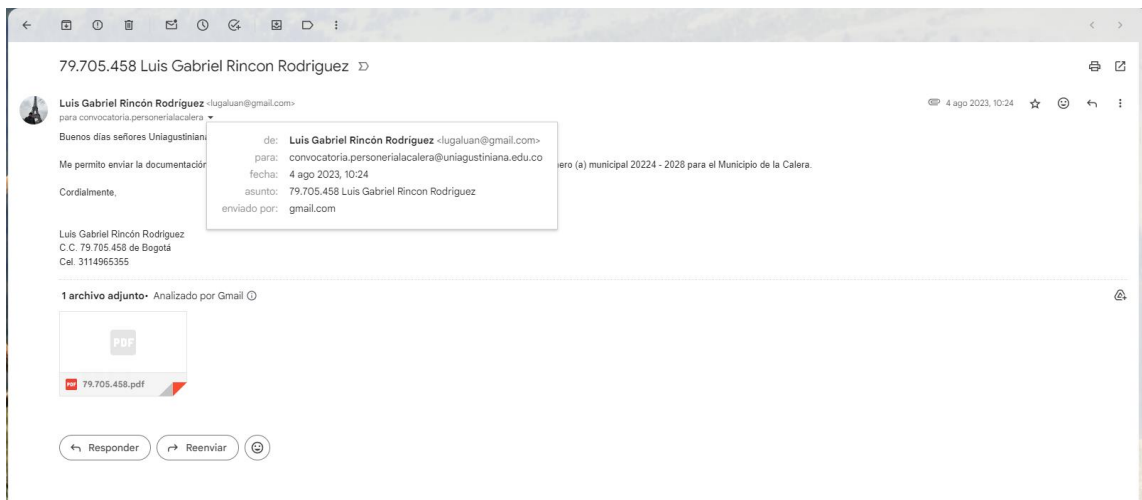 79.705.458 Luis Gabriel Rincon Rodriguez
Luis Gabriel Rincón Rodríguez <lugaluan@gmail.com>
4 ago 2023, 10:24
para convocatoria.personerialacalera
Buenos días señores Uniagustiniana
de: Luis Gabriel Rincón Rodríguez <lugaluan@gmail.com>
para: convocatoria.personerialacalera@uniagustiniana.edu.co
Me permito enviar la documentación
(a) municipal 20224 - 2028 para el Municipio de la Calera.
fecha: 4 ago 2023, 10:24
asunto: 79.705.458 Luis Gabriel Rincon Rodriguez
Cordialmente,
enviado por: gmail.com
Luis Gabriel Rincón Rodríguez
C.C. 79.705.458 de Bogotá
Cel. 3114965355
1 archivo adjunto• Analizado por Gmail
PDF
PDF 79.705.458.pdf
Responder
Reenviar